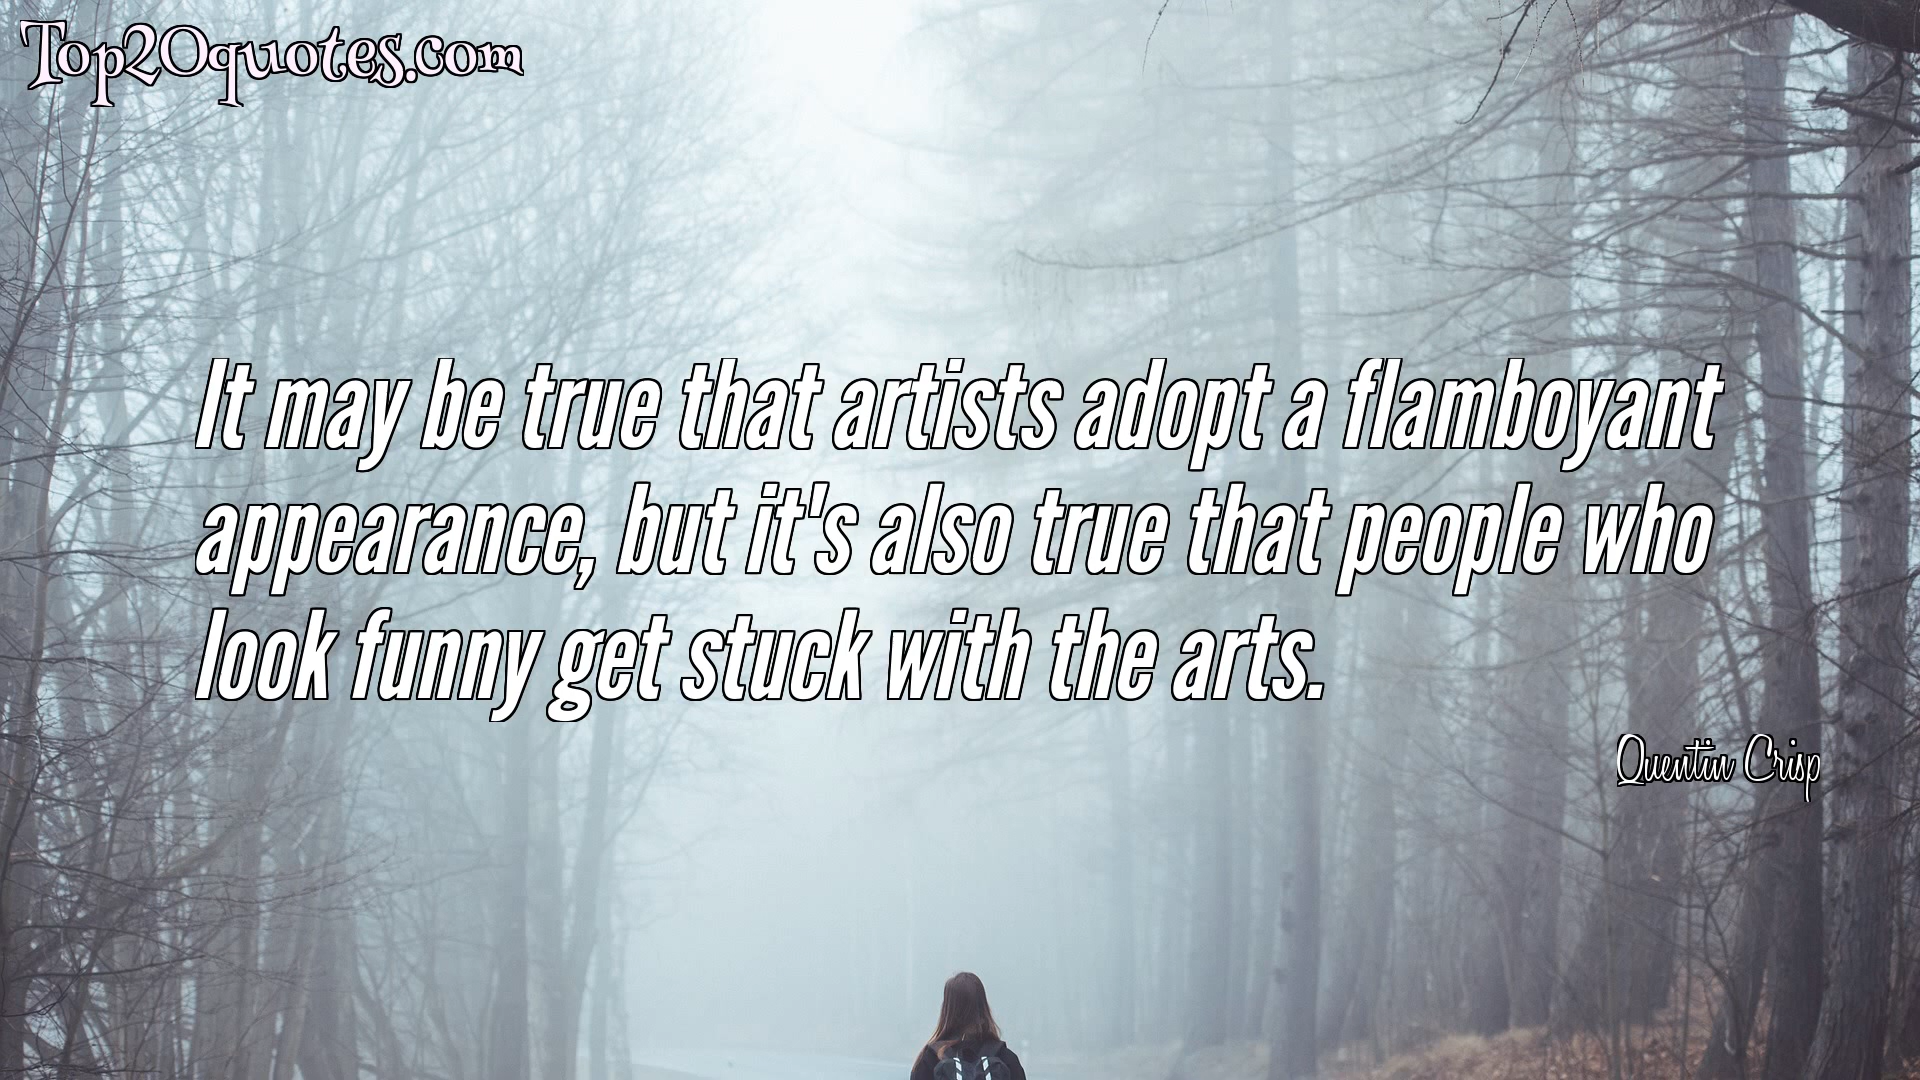 Top20quotes.com
It may be true that artists adopt a flamboyant
appearance, but it's also true that people who
look funny get stuck with the arts.
Quentin Crisp